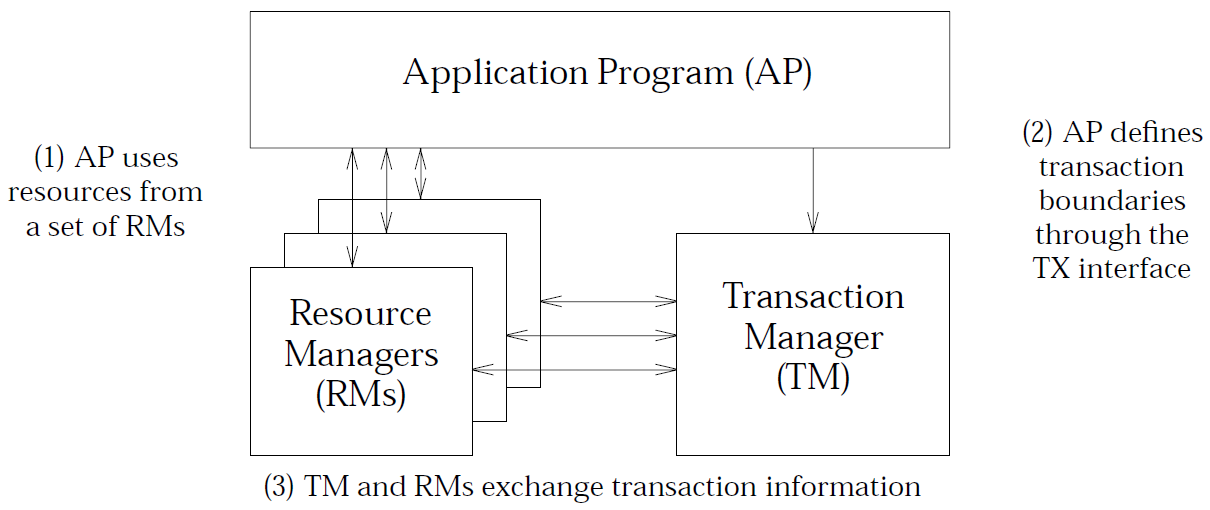 Application Program (AP)
(1) AP uses
resources from
a set of RMs
(2) AP defines
transaction
boundaries
through the
TX interface
Resource
Managers
(RMs)
Transaction
Manager
(TM)
(3) TM and RMs exchange transaction information